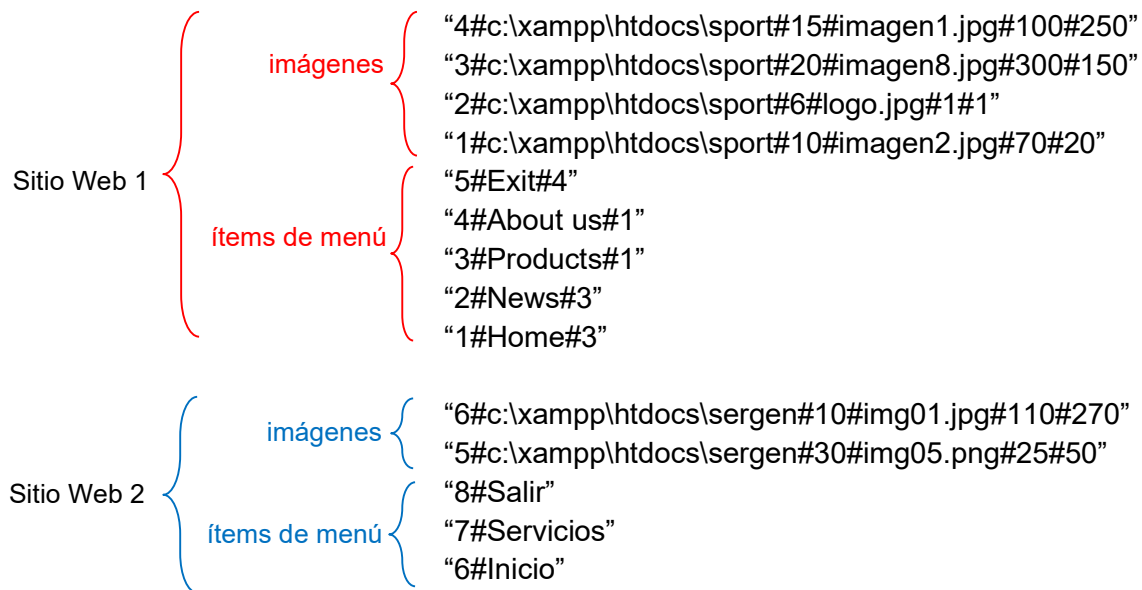 imágenes
“4#c:\xampp\htdocs\sport#15#imagen1.jpg#100#250”
“3#c:\xampp\htdocs\sport#20#imagen8.jpg#300#150”
“2#c:\xampp\htdocs\sport#6#logo.jpg#1#1”
“1#c:\xampp\htdocs\sport#10#imagen2.jpg#70#20”
Sitio Web 1
ítems de menú
“5#Exit#4”
“4#About us#1”
“3#Products#1”
“2#News#3”
“1#Home#3”
imágenes
“6#c:\xampp\htdocs\sergen#10#img01.jpg#110#270”
“5#c:\xampp\htdocs\sergen#30#img05.png#25#50”
Sitio Web 2
ítems de menú
“8#Salir”
“7#Servicios”
“6#Inicio”